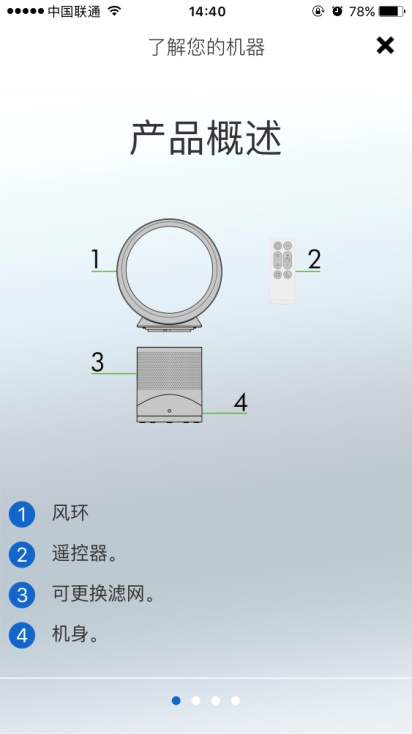 中国联通 14:40 78%
了解您的机器
产品概述
1 2
3
4
1 风环
2 遥控器。
3 可更换滤网。
4 机身。